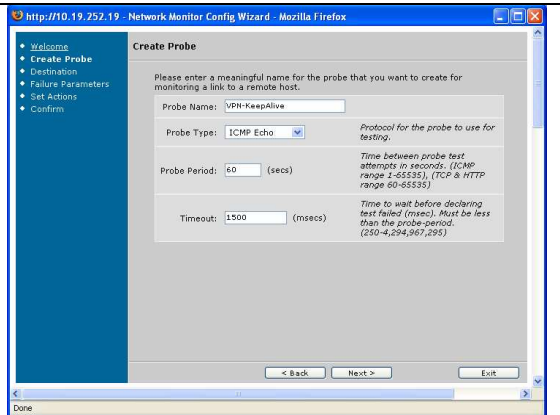 http://10.19.252.19 - Network Monitor Config Wizard - Mozilla Firefox
Welcome
Create Probe
Destination
Failure Parameters
Set Actions
Confirm
Create Probe
Please enter a meaningful name for the probe that you want to create for
monitoring a link to a remote host.
Probe Name: VPN-KeepAlive
Probe Type: ICMP Echo
Protocol for the probe to use for
testing.
Probe Period: 60 (secs)
Time between probe test
attempts in seconds. (ICMP
range 1-65535), (TCP & HTTP
range 60-65535)
Timeout: 1500 (msecs)
Time to wait before declaring
test failed (msec). Must be less
than the probe-period.
(250-4,294,967,295)
< Back
Next >
Exit
Done